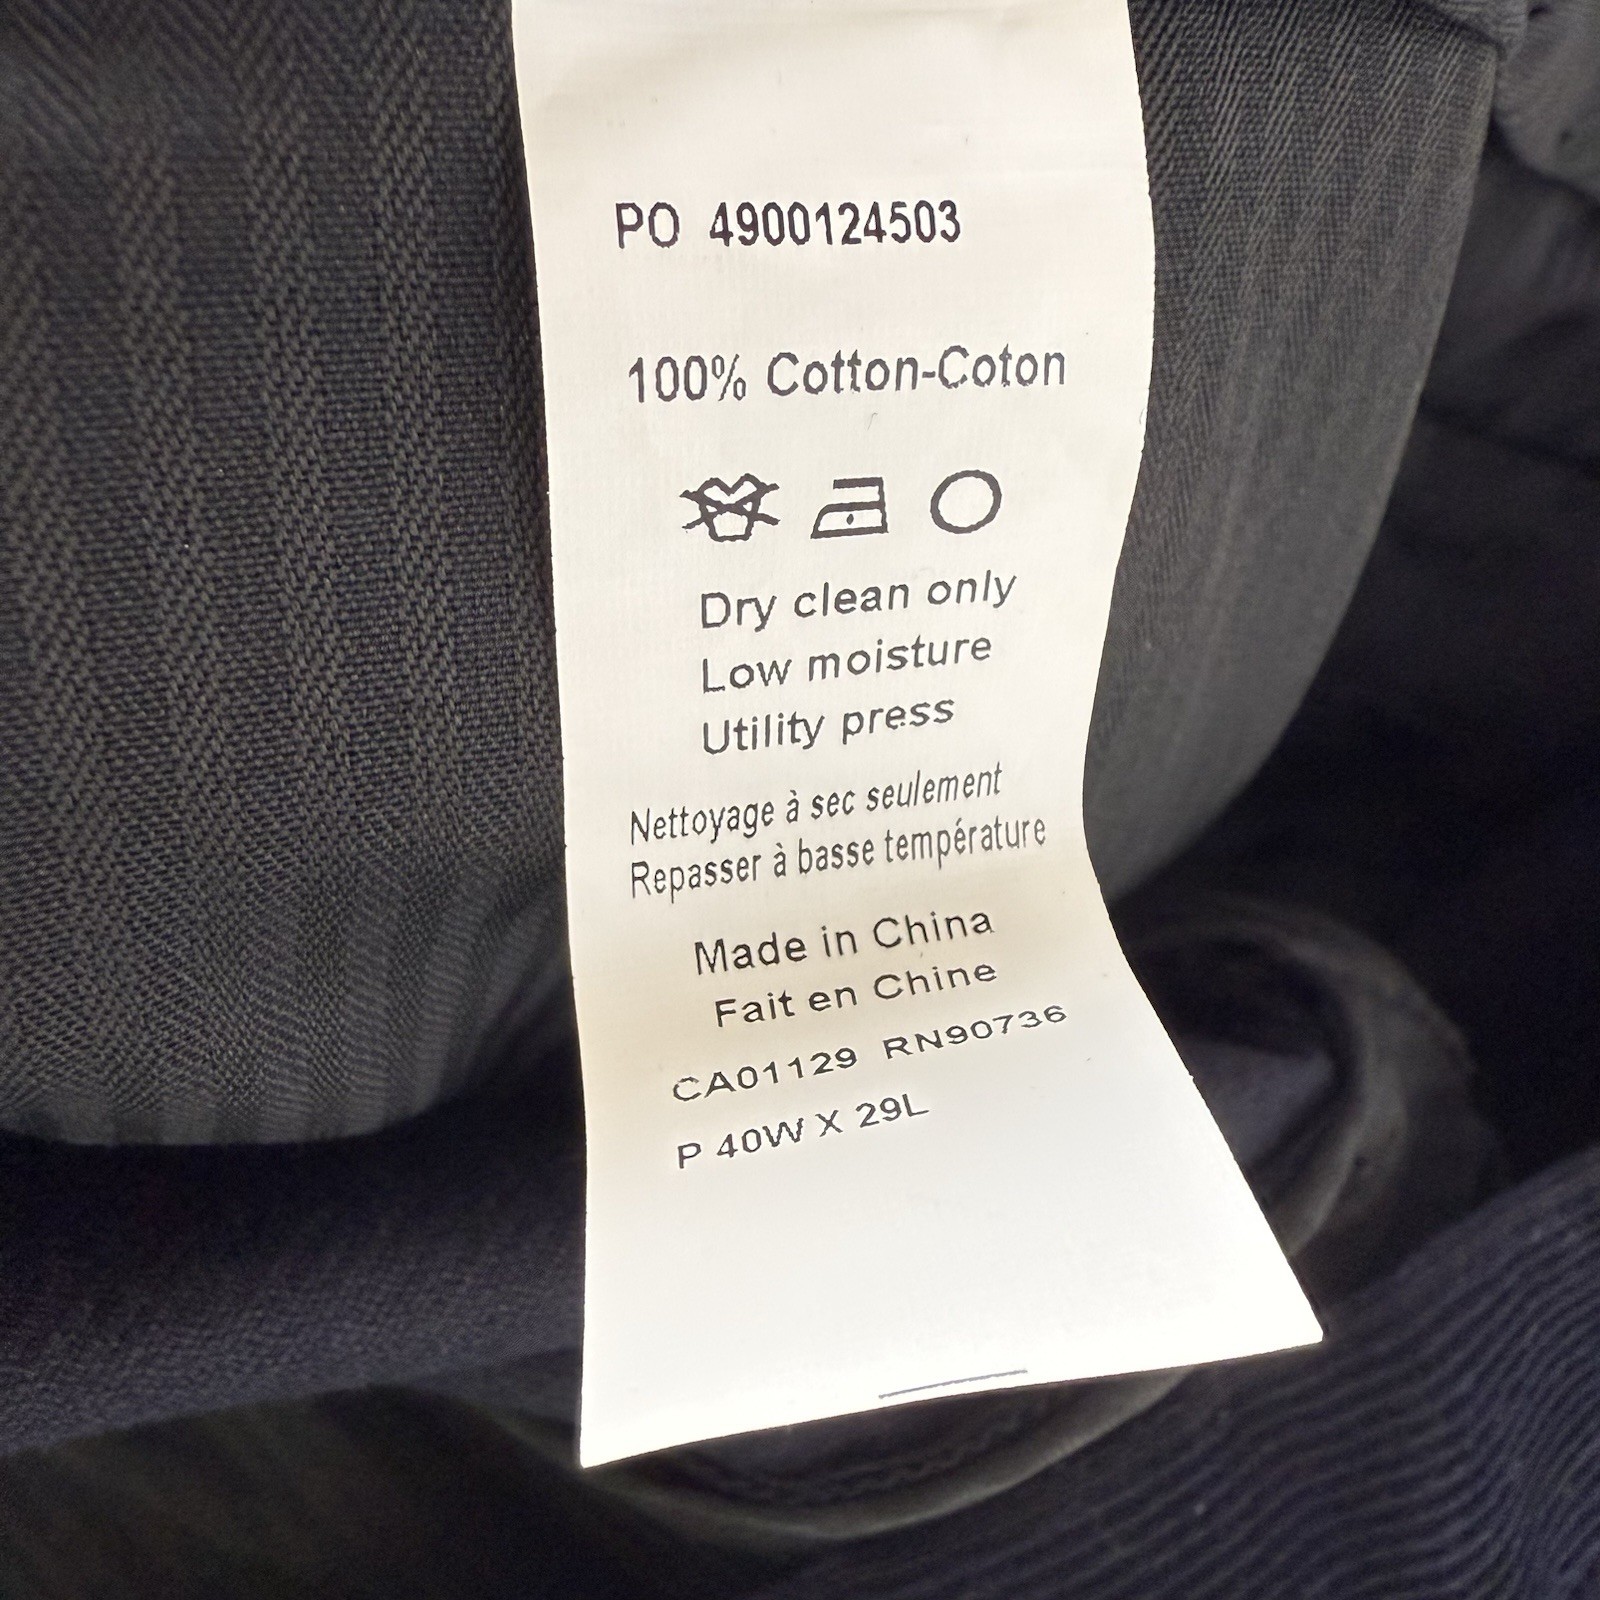 PO 4900124503
100% Cotton-Coton
Dry clean only
Low moisture
Utility press
Nettoyage à sec seulement
Repasser à basse température
Made in China
Fait en Chine
CA01129 RN90736
P 40W X 29L